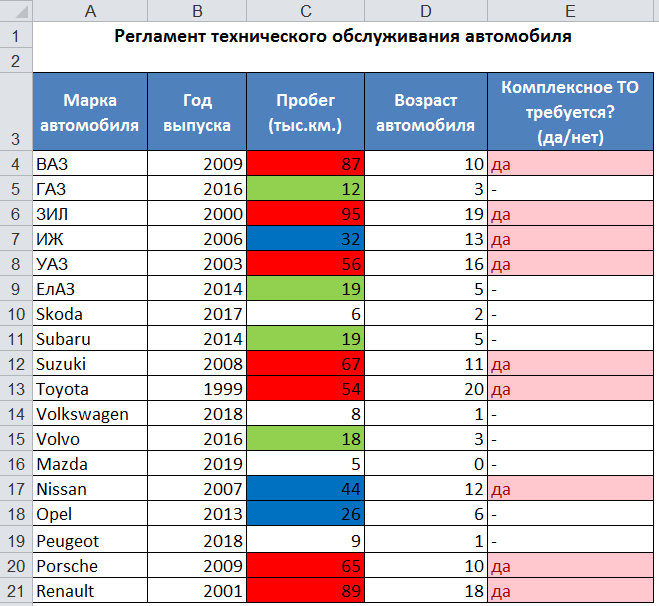 A B C D E
1 Регламент технического обслуживания автомобиля
2
3 Марка автомобиля Год выпуска Пробег (тыс.км.) Возраст автомобиля Комплексное ТО требуется? (да/нет)
4 ВАЗ 2009 87 10 да
5 ГАЗ 2016 12 3 -
6 ЗИЛ 2000 95 19 да
7 ИЖ 2006 32 13 да
8 УАЗ 2003 56 16 да
9 ЕлАЗ 2014 19 5 -
10 Skoda 2017 6 2 -
11 Subaru 2014 19 5 -
12 Suzuki 2008 67 11 да
13 Toyota 1999 54 20 да
14 Volkswagen 2018 8 1 -
15 Volvo 2016 18 3 -
16 Mazda 2019 5 0 -
17 Nissan 2007 44 12 да
18 Opel 2013 26 6 -
19 Peugeot 2018 9 1 -
20 Porsche 2009 65 10 да
21 Renault 2001 89 18 да